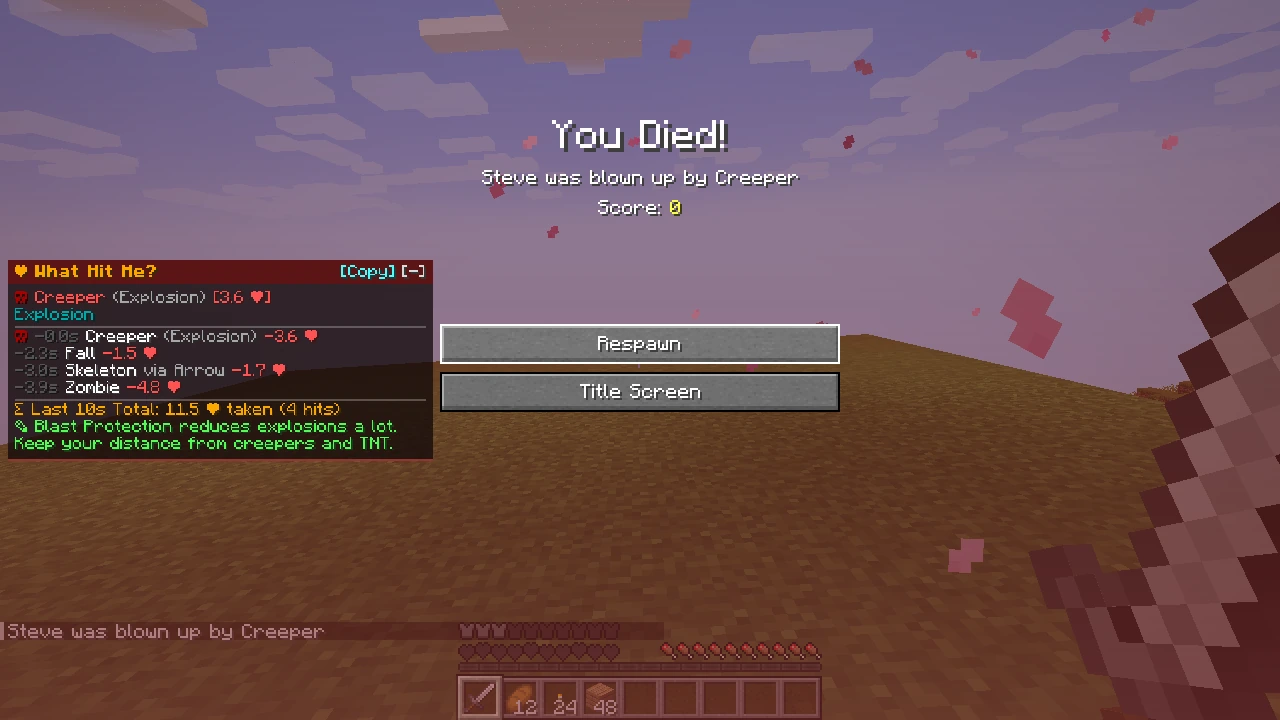 You Died!
Steve was blown up by Creeper
Score: 0
What Hit Me? [Copy] [−]
Creeper (Explosion) [3.6 ♥]
Explosion
−0.0s Creeper (Explosion) −3.6 ♥
−2.3s Fall −1.5 ♥
−3.0s Skeleton via Arrow −1.7 ♥
−3.9s Zombie −4.8 ♥
Σ Last 10s Total: 11.5 ♥ taken (4 hits)
Blast Protection reduces explosions a lot.
Keep your distance from creepers and TNT.
Respawn
Title Screen
Steve was blown up by Creeper
12 24 48